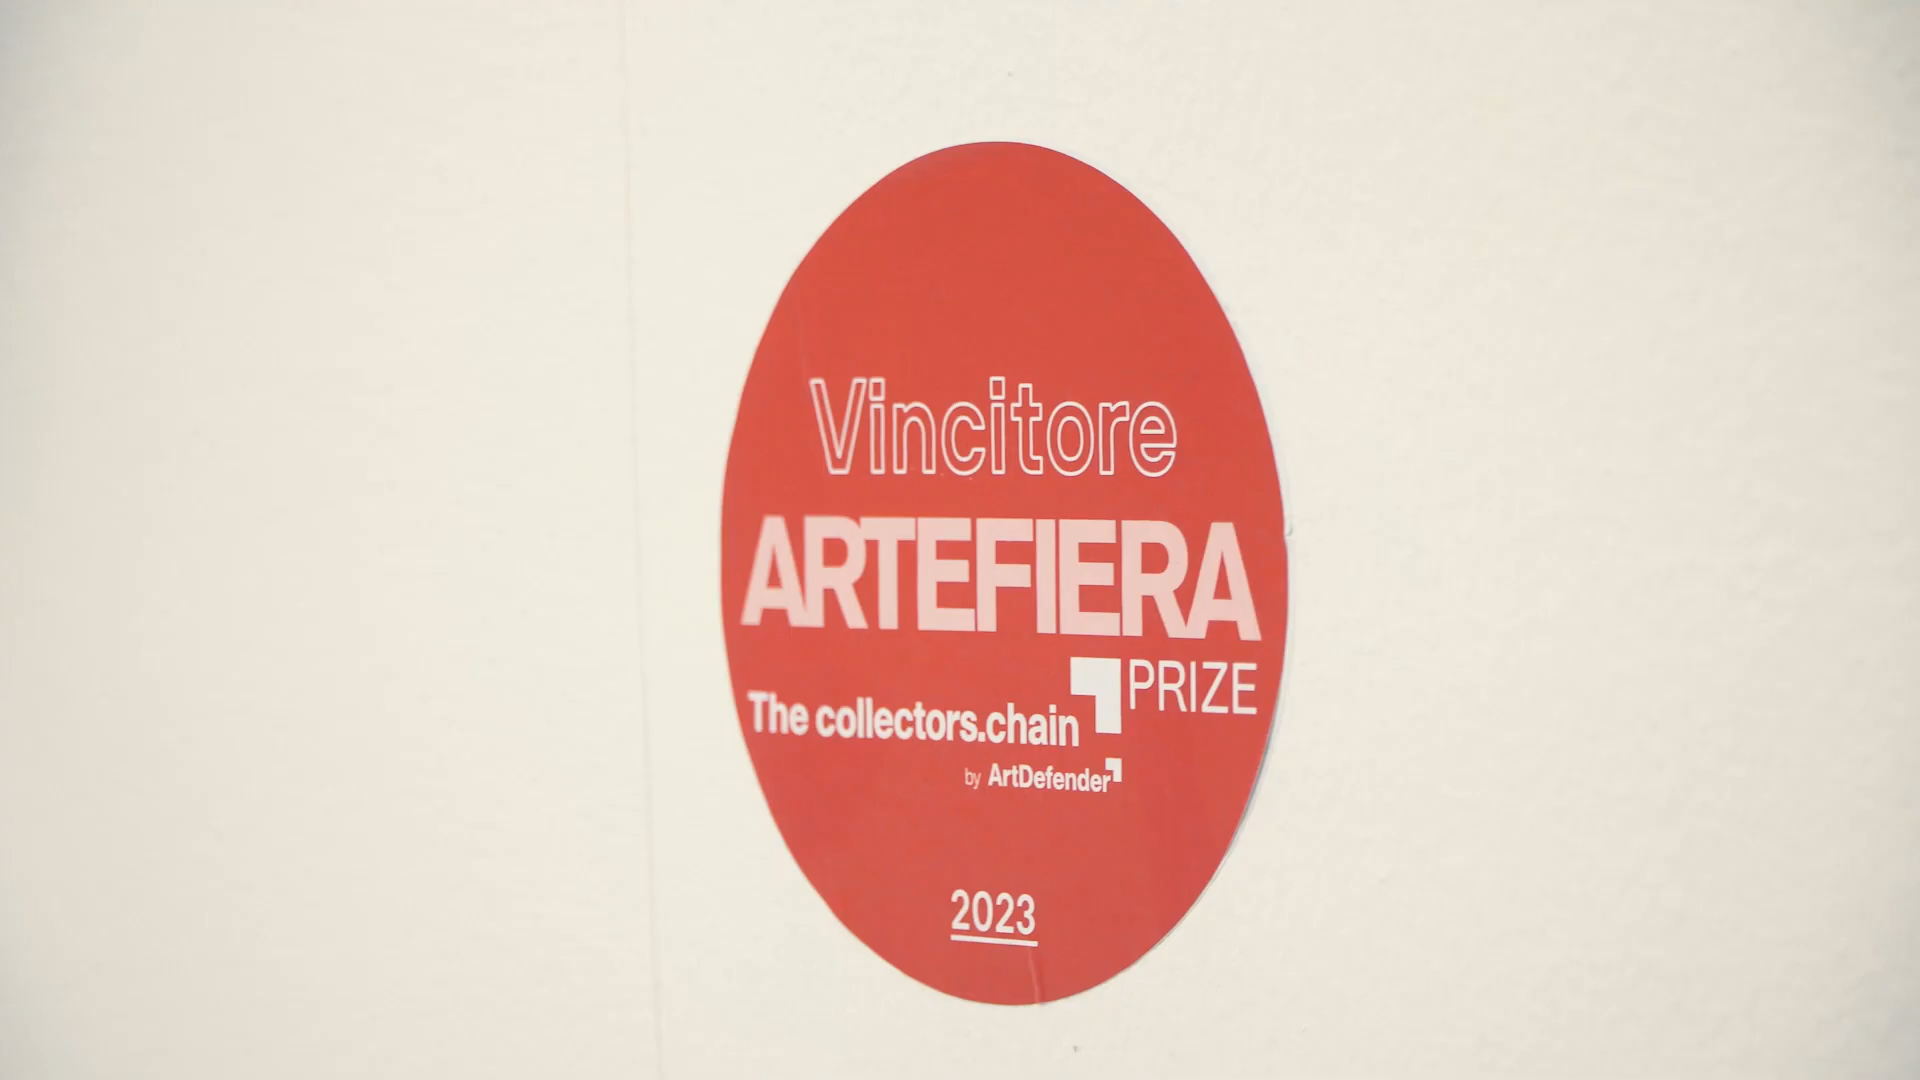 Vincitore
ARTEFIERA
PRIZE
The collectors.chain
by ArtDefender
2023